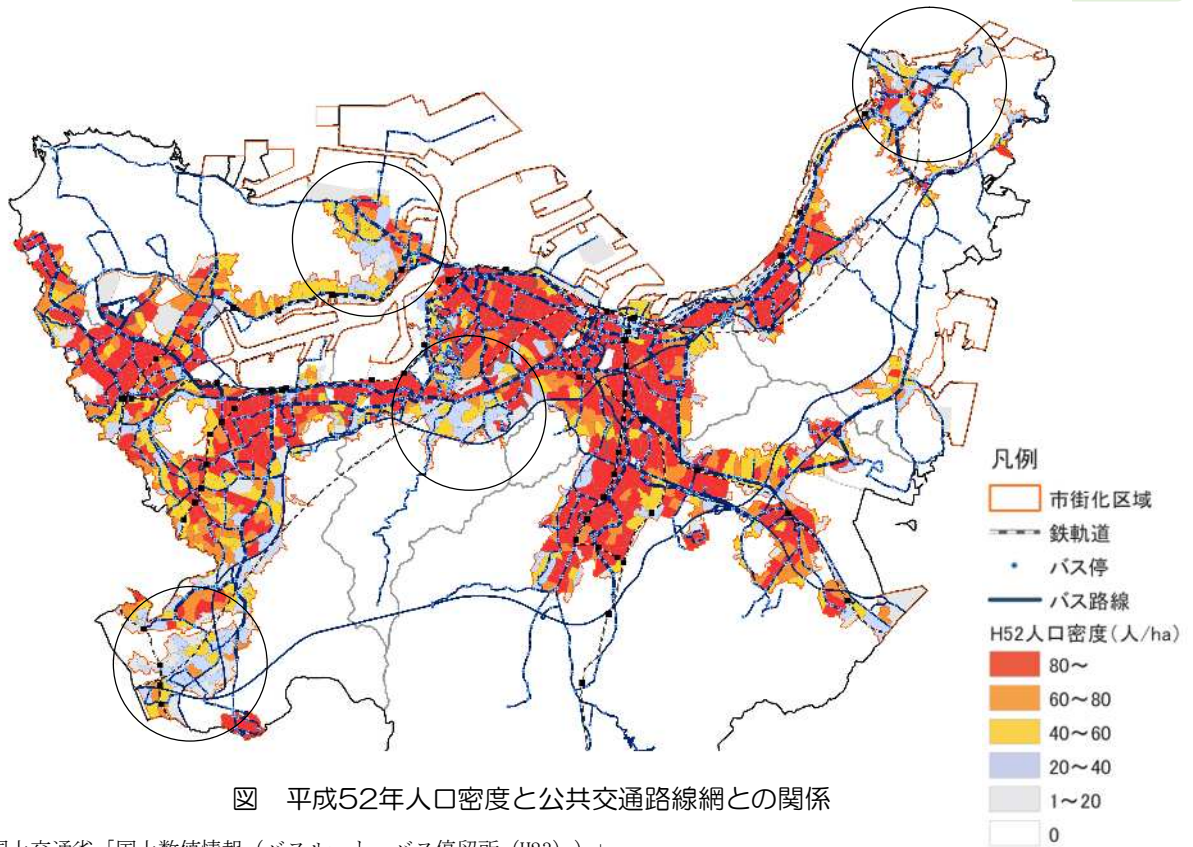 凡例
市街化区域
鉄軌道
バス停
バス路線
H52人口密度(人/ha)
80～
60～80
40～60
20～40
1～20
0
図　平成52年人口密度と公共交通路線網との関係